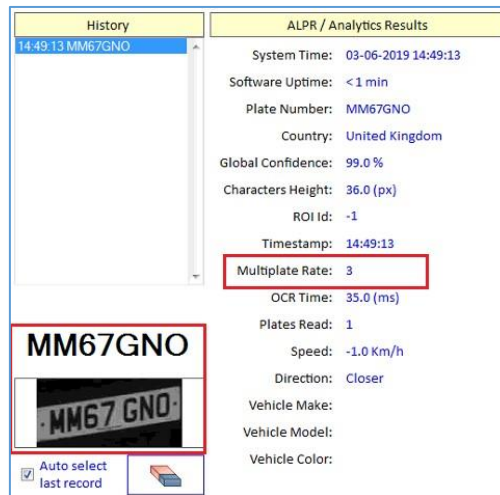 History
14:49:13 MM67GNO
MM67GNO
MM67 GNO
Auto select
last record
ALPR / Analytics Results
System Time: 03-06-2019 14:49:13
Software Uptime: < 1 min
Plate Number: MM67GNO
Country: United Kingdom
Global Confidence: 99.0 %
Characters Height: 36.0 (px)
ROI Id: -1
Timestamp: 14:49:13
Multiplate Rate: 3
OCR Time: 35.0 (ms)
Plates Read: 1
Speed: -1.0 Km/h
Direction: Closer
Vehicle Make:
Vehicle Model:
Vehicle Color: